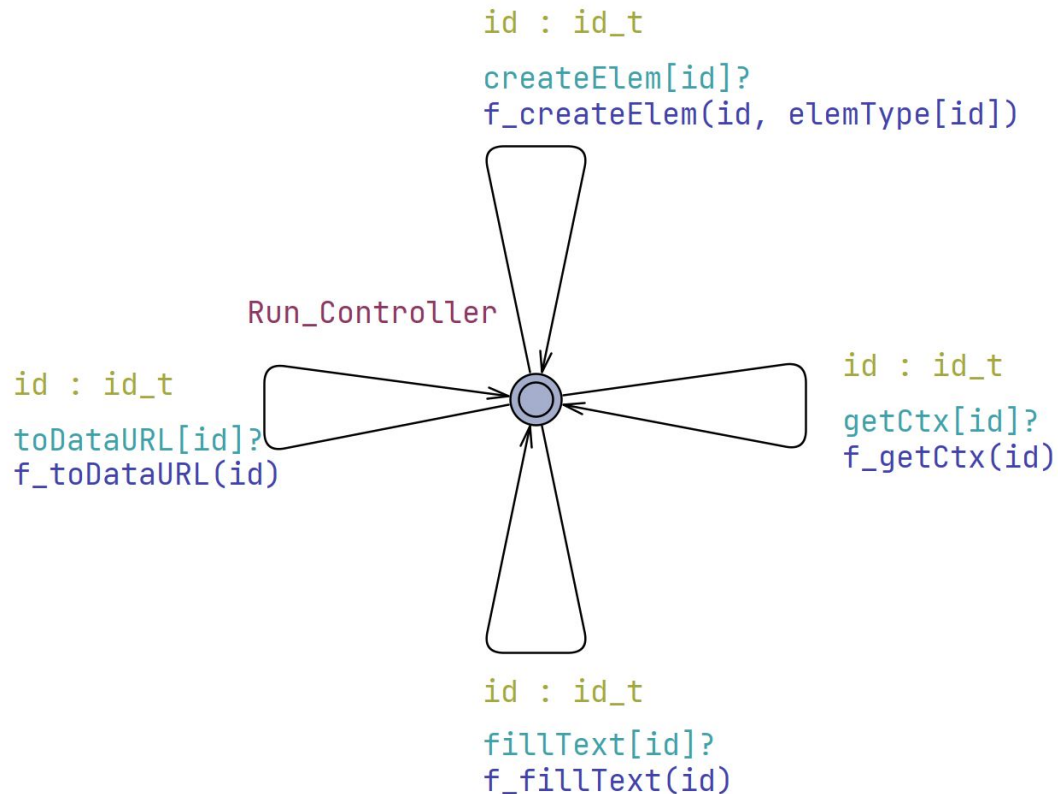 id : id_t
createElem[id]?
f_createElem(id, elemType[id])
Run_Controller
id : id_t
toDataURL[id]?
f_toDataURL(id)
id : id_t
getCtx[id]?
f_getCtx(id)
id : id_t
fillText[id]?
f_fillText(id)